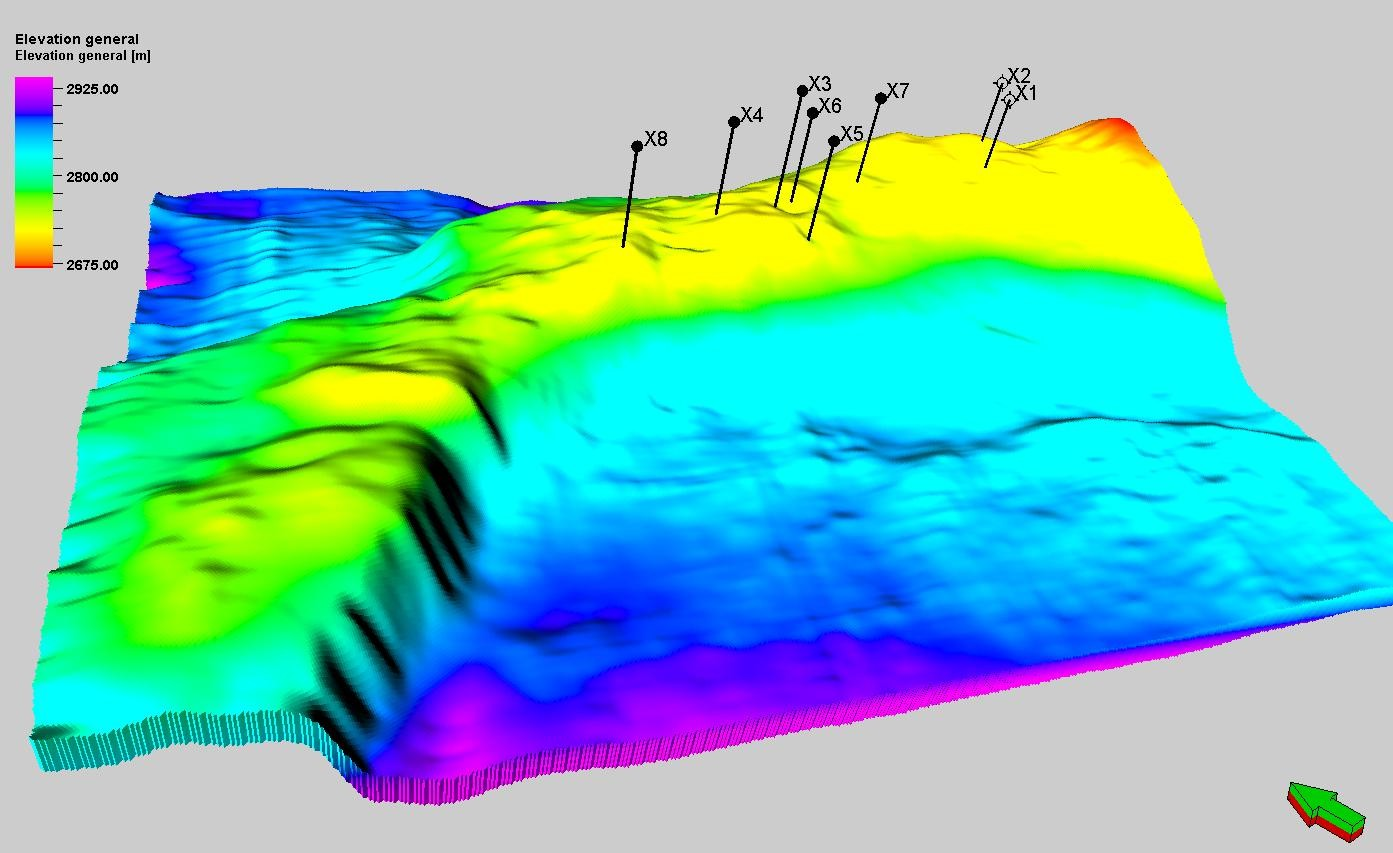 Elevation general
Elevation general [m]
2925.00
2800.00
2675.00
X2
X1
X3
X7
X6
X4
X5
X8